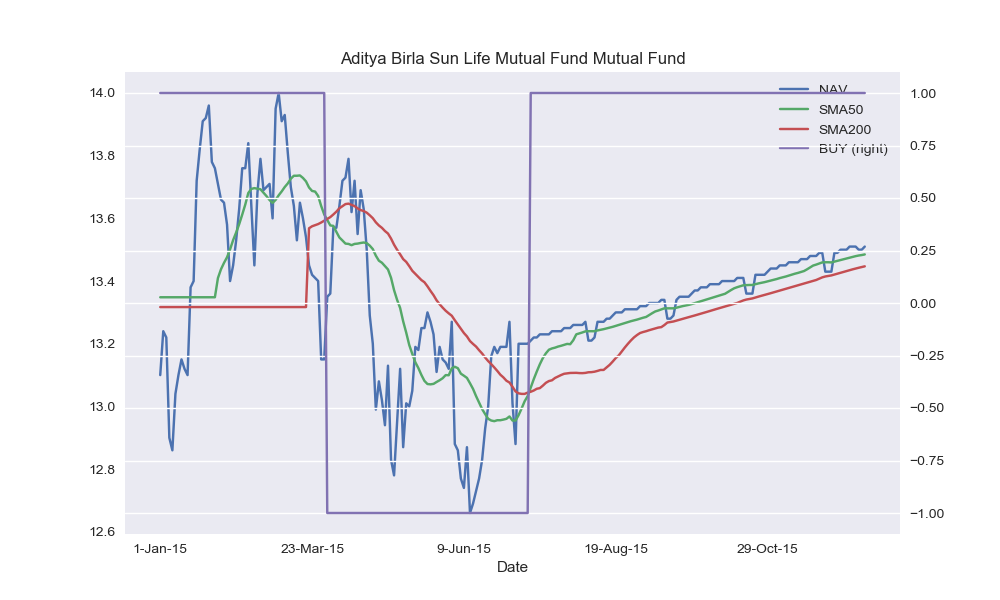 Aditya Birla Sun Life Mutual Fund Mutual Fund
14.0
13.8
13.6
13.4
13.2
13.0
12.8
12.6
1.00
0.75
0.50
0.25
0.00
−0.25
−0.50
−0.75
−1.00
NAV
SMA50
SMA200
BUY (right)
1-Jan-15 23-Mar-15 9-Jun-15 19-Aug-15 29-Oct-15
Date